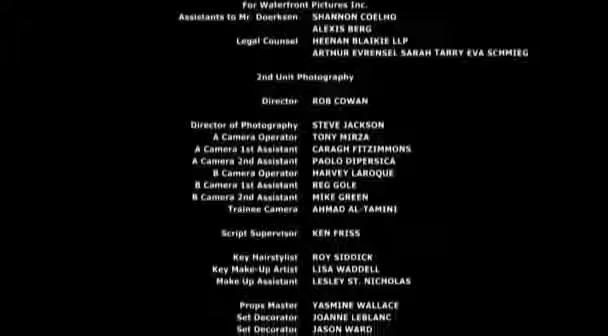 For Waterfront Pictures Inc.
Assistants to Mr. Doerksen SHANNON COELHO
ALEXIS BERG
Legal Counsel HEENAN BLAIKIE LLP
ARTHUR EVRENSEL SARAH TARRY EVA SCHMIEG
2nd Unit Photography
Director ROB COWAN
Director of Photography STEVE JACKSON
A Camera Operator TONY MIRZA
A Camera 1st Assistant CARAGH FITZIMMONS
A Camera 2nd Assistant PAOLO DIPERSICA
B Camera Operator HARVEY LAROQUE
B Camera 1st Assistant REG GOLE
B Camera 2nd Assistant MIKE GREEN
Trainee Camera AHMAD AL-TAMINI
Script Supervisor KEN FRISS
Key Hairstylist ROY SIDDICK
Key Make-Up Artist LISA WADDELL
Make Up Assistant LESLEY ST. NICHOLAS
Props Master YASMINE WALLACE
Set Decorator JOANNE LEBLANC
Set Decorator JASON WARD